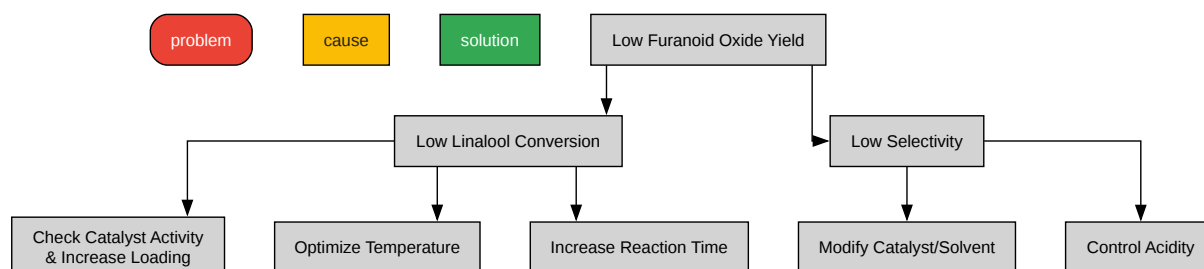 problem
cause
solution
Low Furanoid Oxide Yield
Low Linalool Conversion
Low Selectivity
Check Catalyst Activity
& Increase Loading
Optimize Temperature
Increase Reaction Time
Modify Catalyst/Solvent
Control Acidity